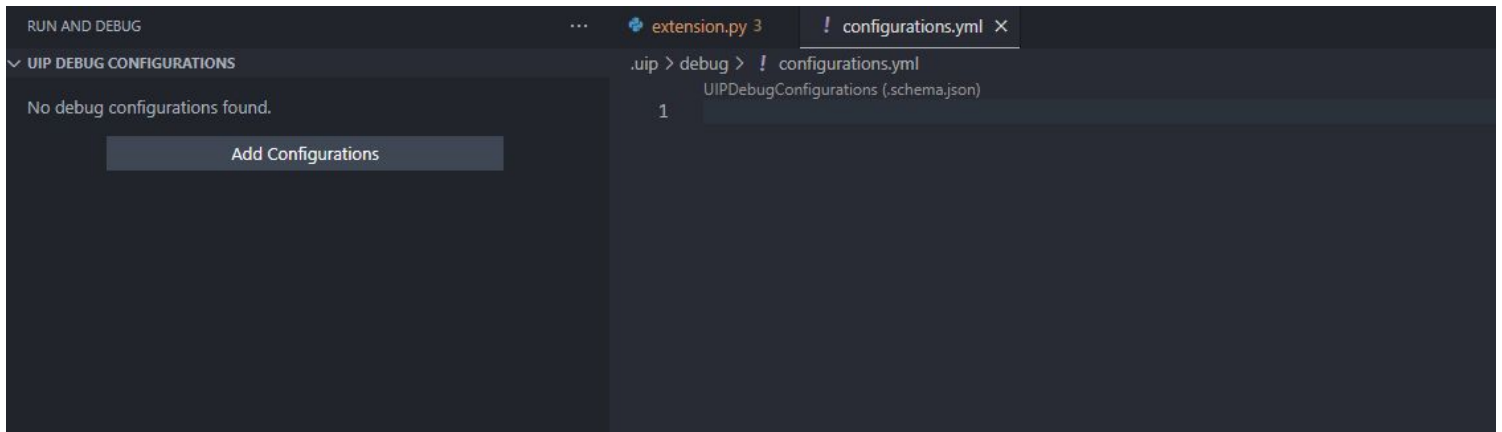 RUN AND DEBUG ...
UIP DEBUG CONFIGURATIONS
No debug configurations found.
Add Configurations
extension.py 3
! configurations.yml ×
.uip > debug > ! configurations.yml
UIPDebugConfigurations (.schema.json)
1